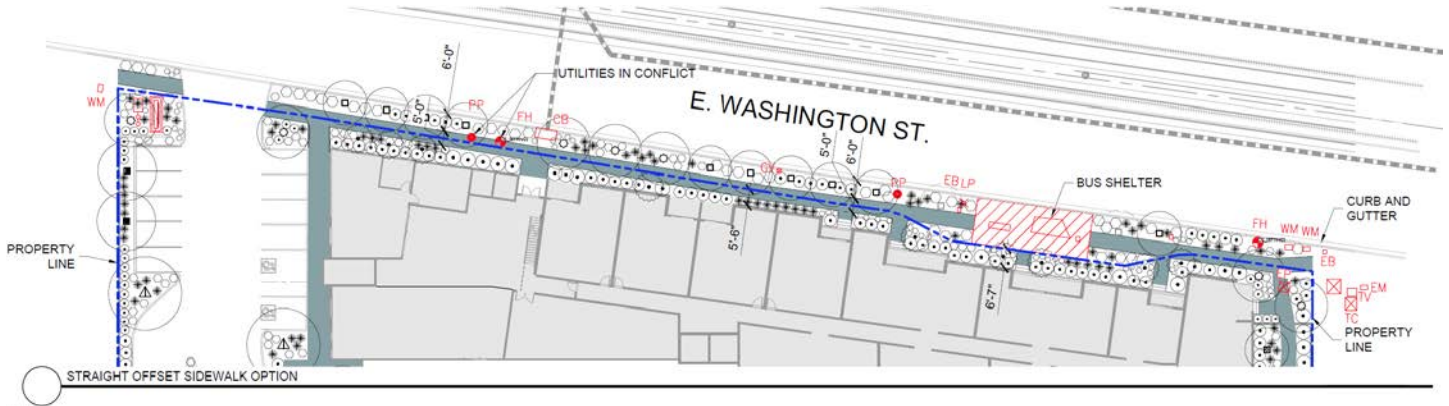 6'-0"
UTILITIES IN CONFLICT
WM
5'-0"
PP
FH
CB
E. WASHINGTON ST.
5'-0"
6'-0"
EB
LP
BUS SHELTER
CURB AND
GUTTER
FH
WM
WM
EB
PROPERTY
LINE
5'-6"
6'-7"
EM
TV
TC
PROPERTY
LINE
STRAIGHT OFFSET SIDEWALK OPTION